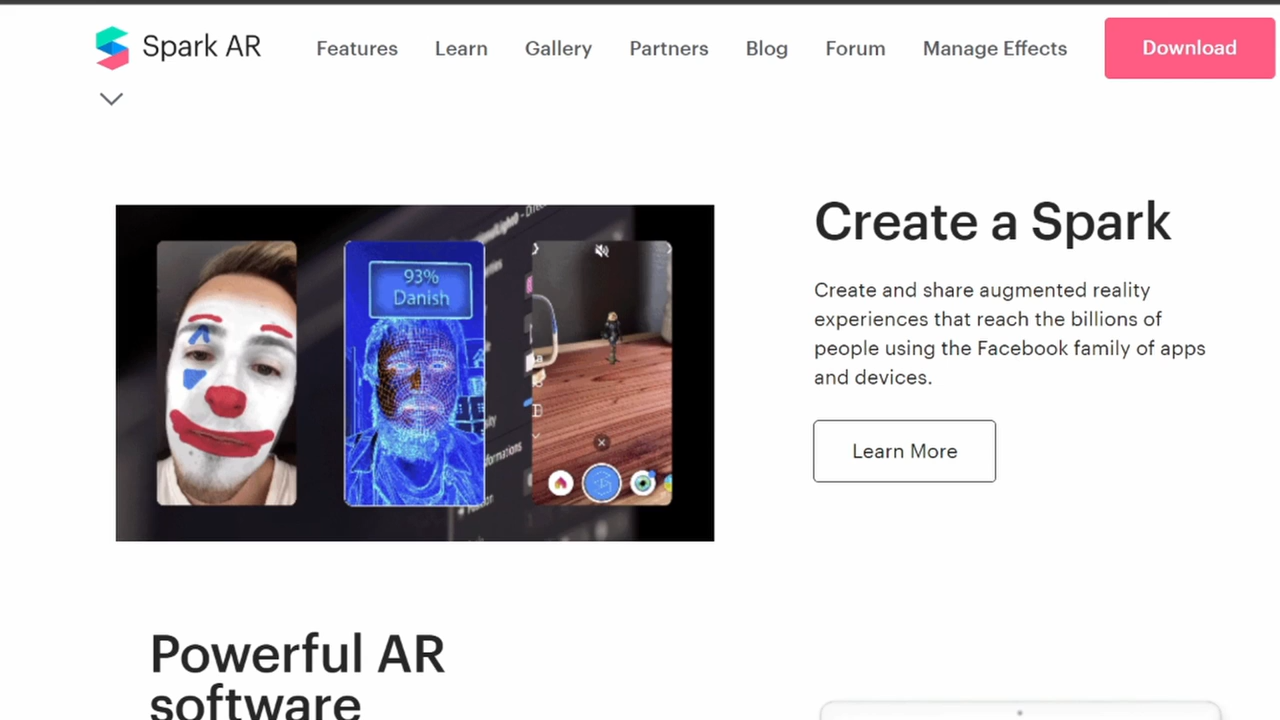 Spark AR
Features
Learn
Gallery
Partners
Blog
Forum
Manage Effects
Download
93%
Danish
Create a Spark
Create and share augmented reality
experiences that reach the billions of
people using the Facebook family of apps
and devices.
Learn More
Powerful AR
software